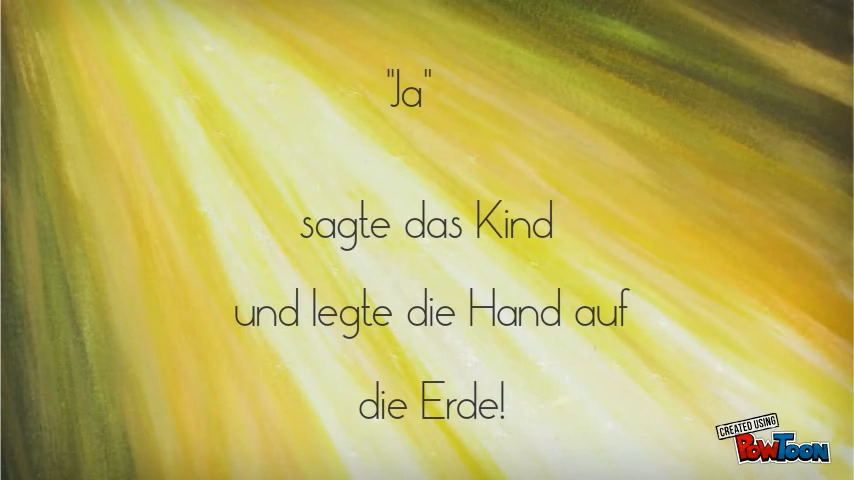 "Ja"
sagte das Kind
und legte die Hand auf
die Erde!
CREATED USING
POWTOON